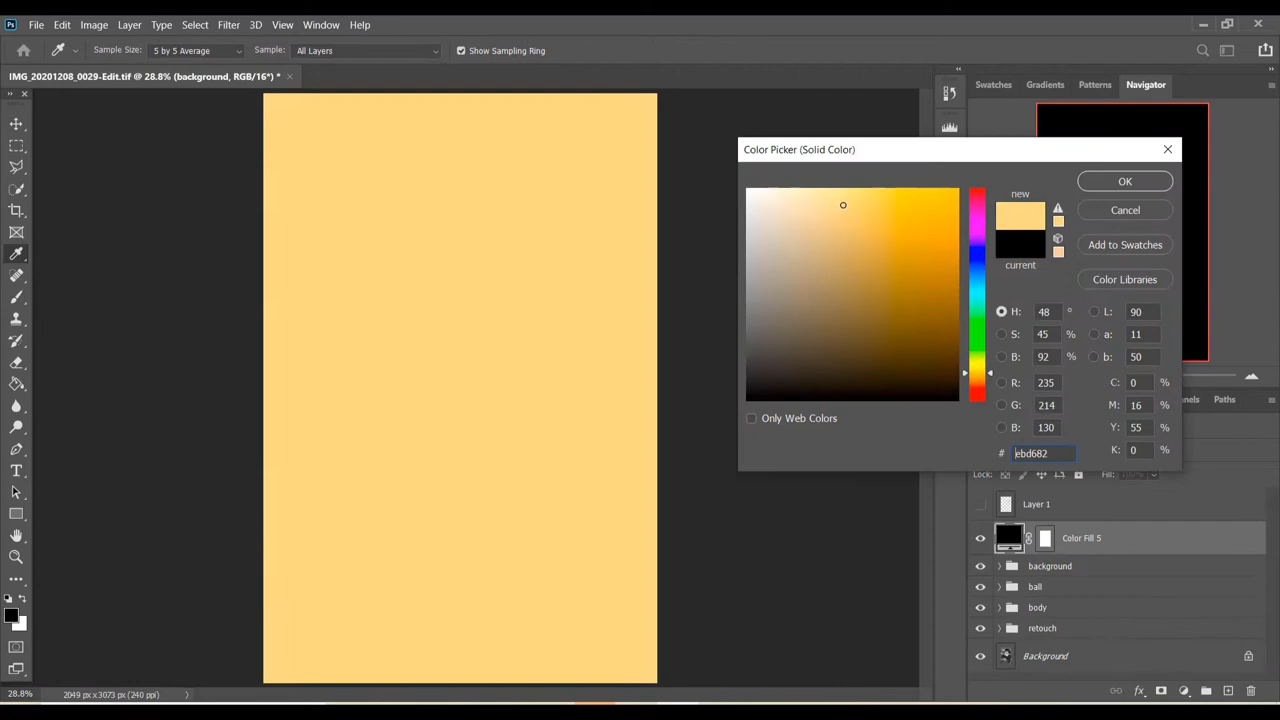 Ps File Edit Image Layer Type Select Filter 3D View Window Help
Sample Size: 5 by 5 Average Sample: All Layers Show Sampling Ring
IMG_20201208_0029-Edit.tif @ 28.8% (background, RGB/16*) *
Swatches Gradients Patterns Navigator
Color Picker (Solid Color)
new
current
OK
Cancel
Add to Swatches
Color Libraries
H: 48 ° L: 90
S: 45 % a: 11
B: 92 % b: 50
R: 235 C: 0 %
G: 214 M: 16 %
B: 130 Y: 55 %
# ebd682 K: 0 %
Only Web Colors
nels Paths
Lock: Fill: 100%
Layer 1
Color Fill 5
background
ball
body
retouch
Background
28.8% 2049 px x 3073 px (240 ppi)